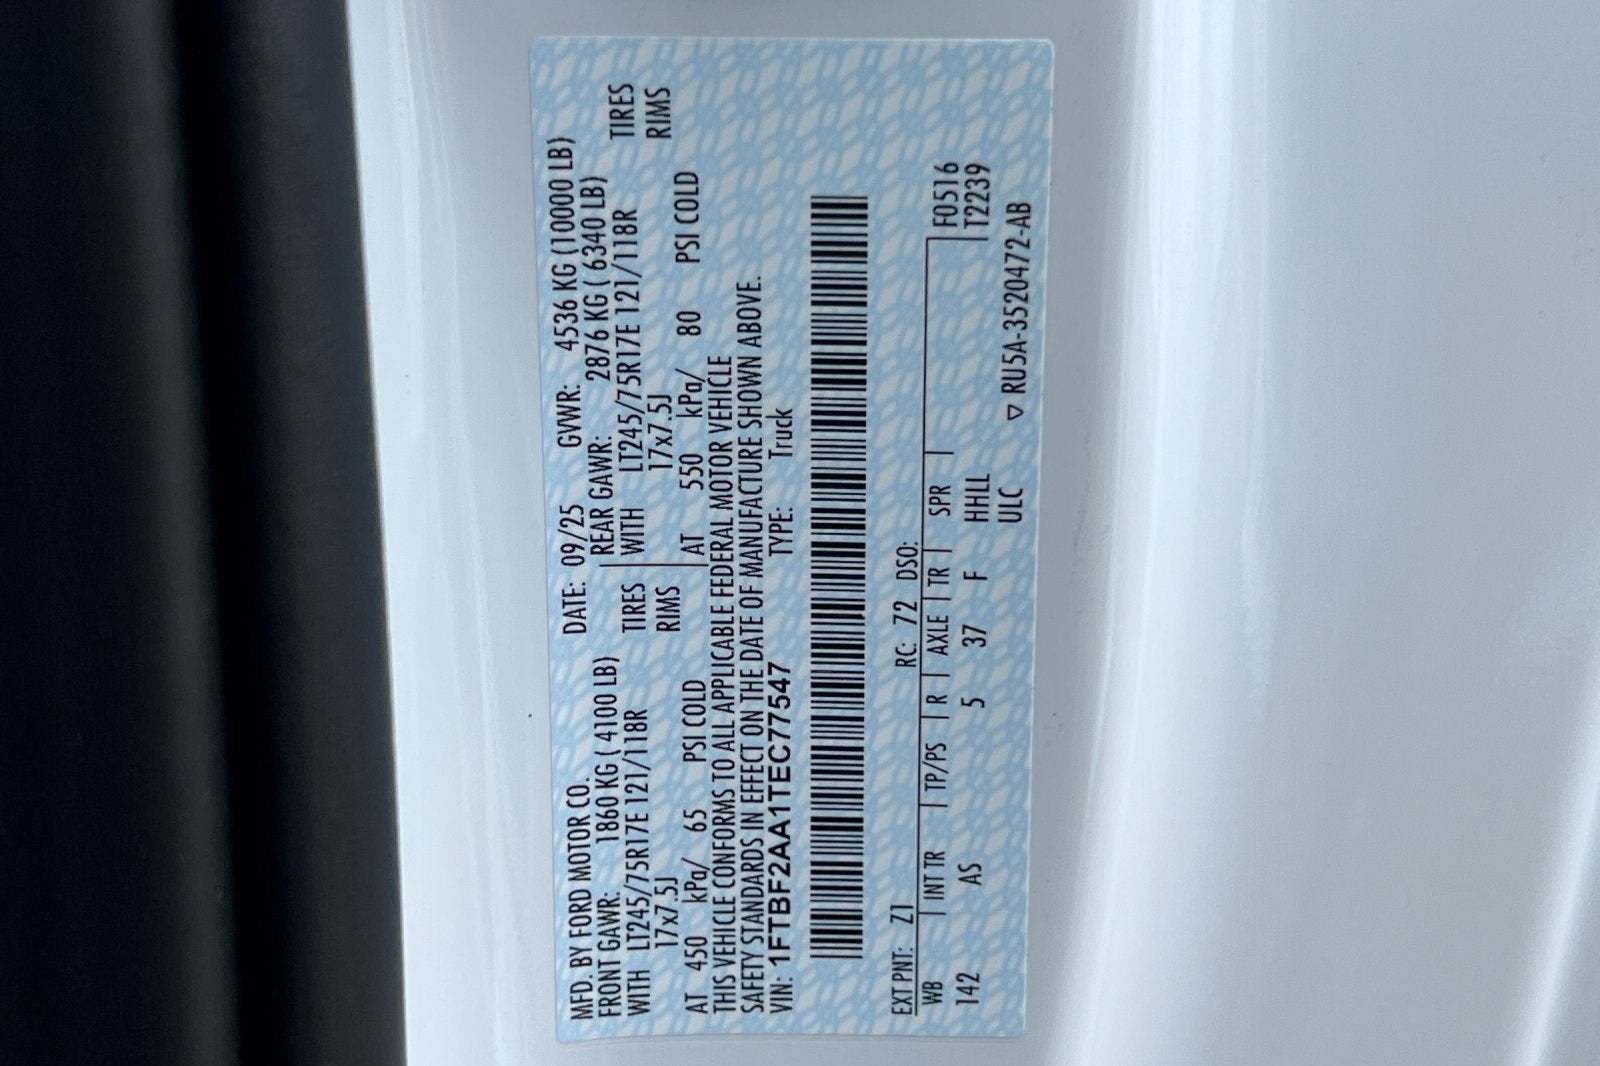 MFD. BY FORD MOTOR CO. DATE: 09/25 GVWR: 4536 KG (10000 LB)
FRONT GAWR: 1860 KG ( 4100 LB) REAR GAWR: 2876 KG ( 6340 LB)
WITH LT245/75R17E 121/118R TIRES WITH LT245/75R17E 121/118R TIRES
17x7.5J RIMS 17x7.5J RIMS
AT 450 kPa/ 65 PSI COLD AT 550 kPa/ 80 PSI COLD
THIS VEHICLE CONFORMS TO ALL APPLICABLE FEDERAL MOTOR VEHICLE
SAFETY STANDARDS IN EFFECT ON THE DATE OF MANUFACTURE SHOWN ABOVE.
VIN: 1FTBF2AA1TEC77547 TYPE: Truck
EXT PNT: Z1 RC: 72 DSO:
WB INT TR TP/PS R AXLE TR SPR F0516
142 AS 5 37 F HHLL T2239
ULC ▽ RU5A-3520472-AB